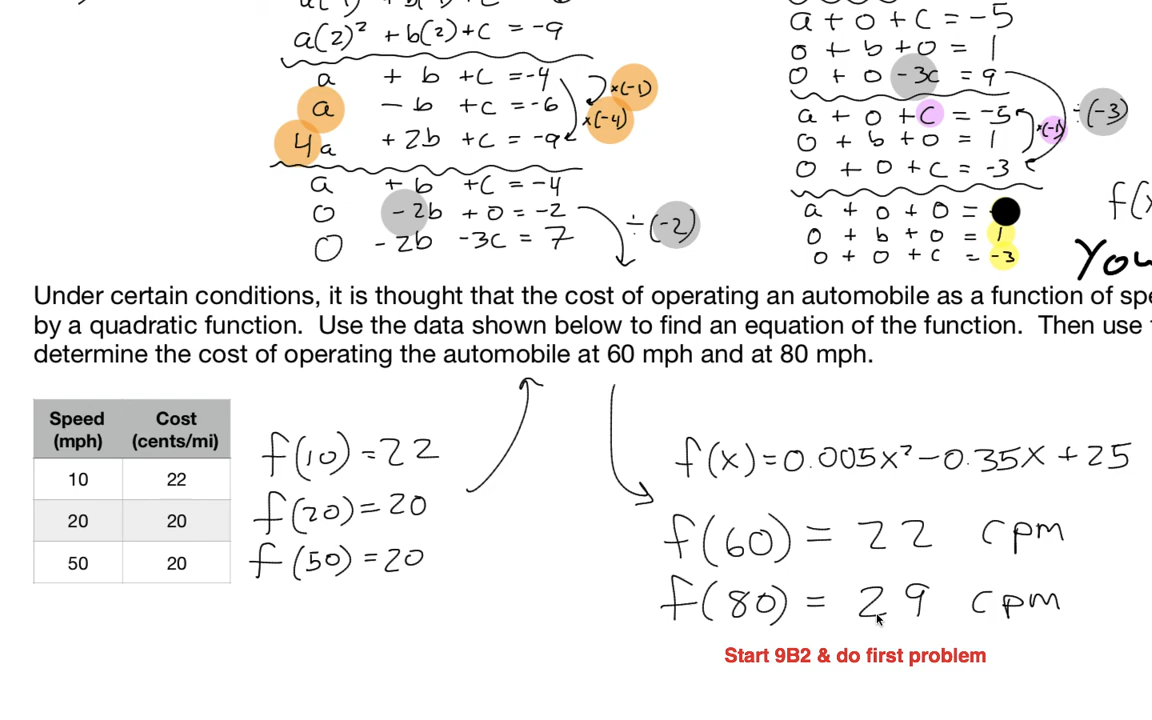 a(2)² + b(2) + c = -9
a + b + c = -4
a - b + c = -6
4a + 2b + c = -9
×(-1)
×(-4)
a + b + c = -4
0 - 2b + 0 = -2
0 - 2b - 3c = 7
÷(-2)
a + 0 + c = -5
0 + b + 0 = 1
0 + 0 - 3c = 9
÷(-3)
a + 0 + c = -5
0 + b + 0 = 1
0 + 0 + c = -3
×(-1)
a + 0 + 0 =
0 + b + 0 = 1
0 + 0 + c = -3
f(x
You
Under certain conditions, it is thought that the cost of operating an automobile as a function of spe
by a quadratic function. Use the data shown below to find an equation of the function. Then use
determine the cost of operating the automobile at 60 mph and at 80 mph.
Speed (mph) Cost (cents/mi)
10 22
20 20
50 20
f(10) = 22
f(20) = 20
f(50) = 20
f(x) = 0.005x² - 0.35x + 25
f(60) = 22 cpm
f(80) = 29 cpm
Start 9B2 & do first problem